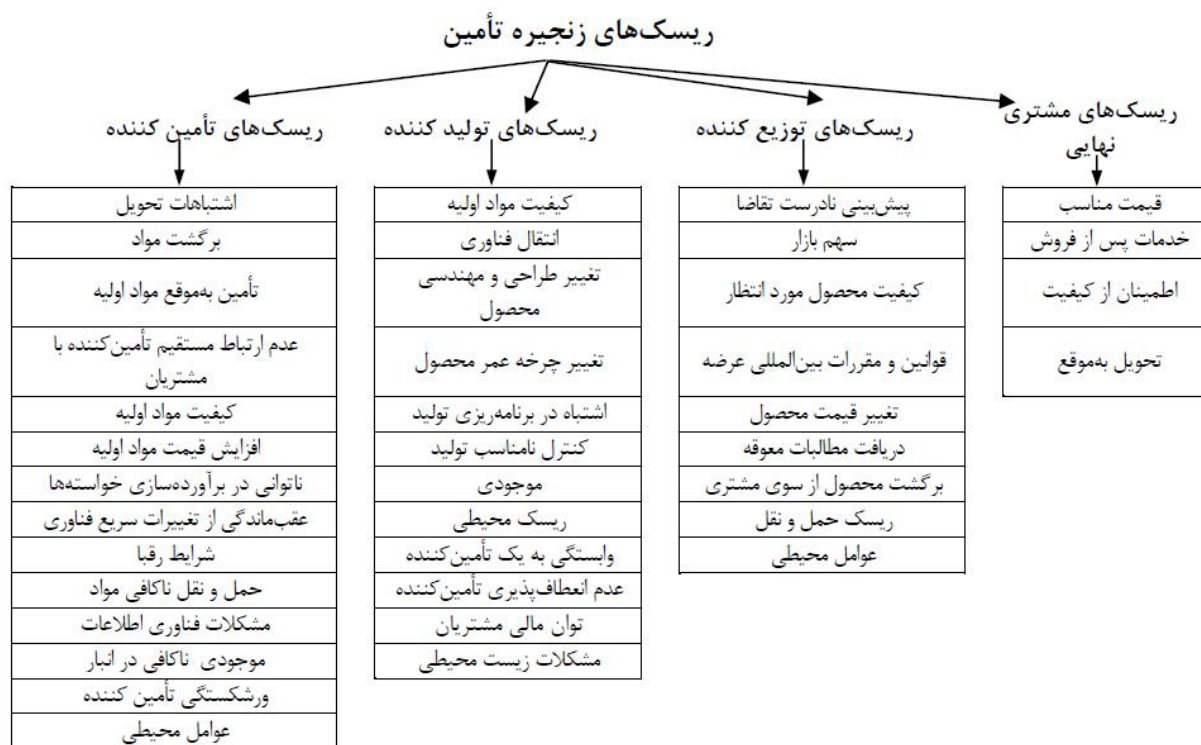 ریسک‌های زنجیره تأمین
ریسک‌های مشتری
نهایی
قیمت مناسب
خدمات پس از فروش
اطمینان از کیفیت
تحویل به‌موقع
ریسک‌های توزیع کننده
پیش‌بینی نادرست تقاضا
سهم بازار
کیفیت محصول مورد انتظار
قوانین و مقررات بین‌المللی عرضه
تغییر قیمت محصول
دریافت مطالبات معوقه
برگشت محصول از سوی مشتری
ریسک حمل و نقل
عوامل محیطی
ریسک‌های تولید کننده
کیفیت مواد اولیه
انتقال فناوری
تغییر طراحی و مهندسی
محصول
تغییر چرخه عمر محصول
اشتباه در برنامه‌ریزی تولید
کنترل نامناسب تولید
موجودی
ریسک محیطی
وابستگی به یک تأمین‌کننده
عدم انعطاف‌پذیری تأمین‌کننده
توان مالی مشتریان
مشکلات زیست محیطی
ریسک‌های تأمین کننده
اشتباهات تحویل
برگشت مواد
تأمین به‌موقع مواد اولیه
عدم ارتباط مستقیم تأمین‌کننده با
مشتریان
کیفیت مواد اولیه
افزایش قیمت مواد اولیه
ناتوانی در برآورده‌سازی خواسته‌ها
عقب‌ماندگی از تغییرات سریع فناوری
شرایط رقبا
حمل و نقل ناکافی مواد
مشکلات فناوری اطلاعات
موجودی ناکافی در انبار
ورشکستگی تأمین کننده
عوامل محیطی